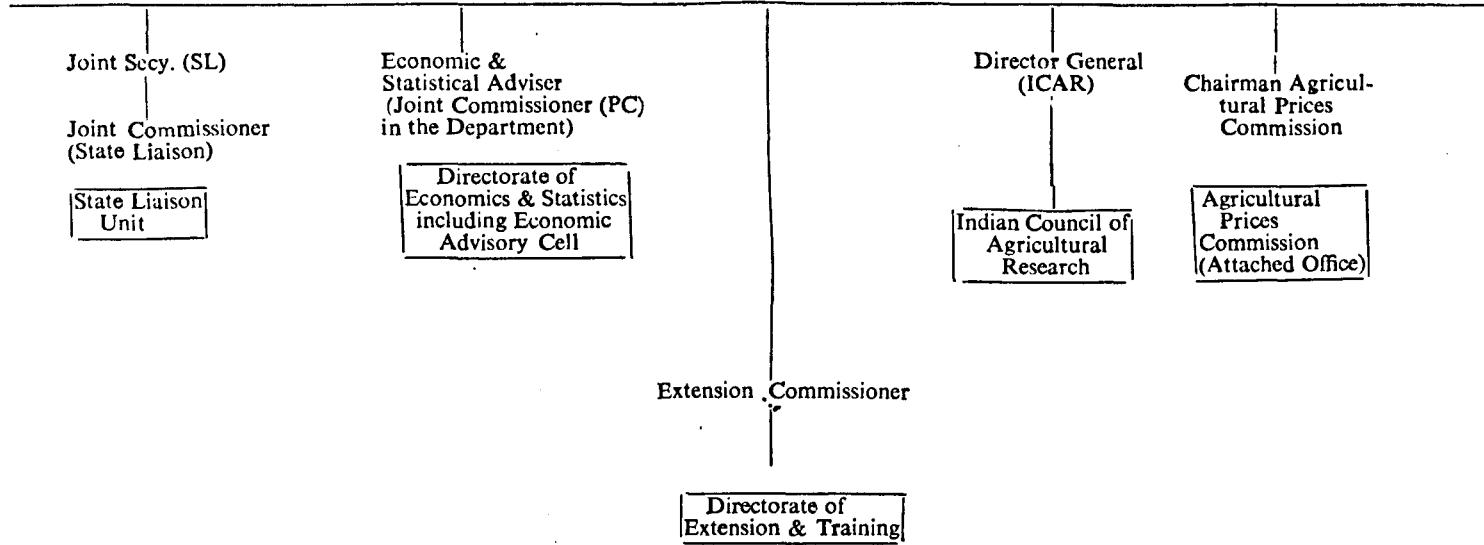 Joint Secy. (SL)
Joint Commissioner
(State Liaison)
State Liaison
Unit
Economic &
Statistical Adviser
(Joint Commissioner (PC)
in the Department)
Directorate of
Economics & Statistics
including Economic
Advisory Cell
Extension Commissioner
Directorate of
Extension & Training
Director General
(ICAR)
Indian Council of
Agricultural
Research
Chairman Agricul-
tural Prices
Commission
Agricultural
Prices
Commission
(Attached Office)